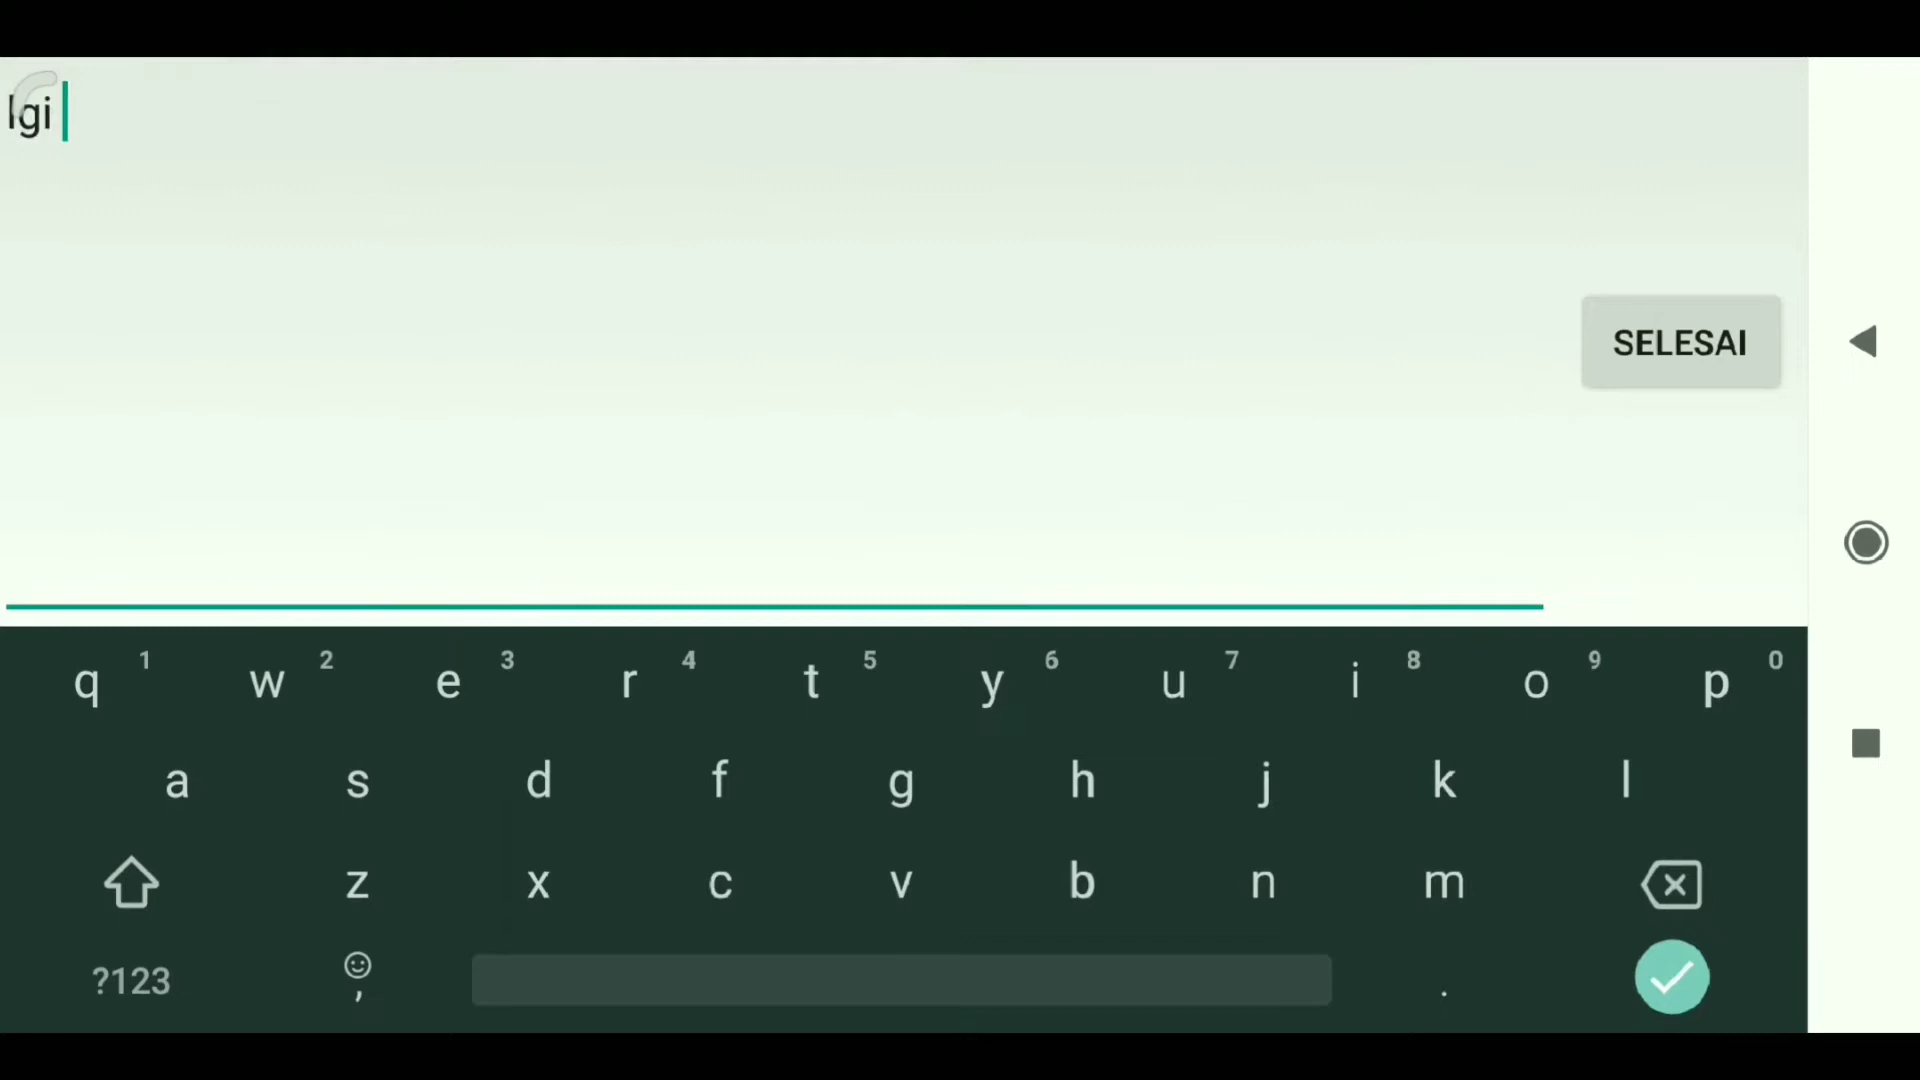 lgi
SELESAI
1 2 3 4 5 6 7 8 9 0
q w e r t y u i o p
a s d f g h j k l
z x c v b n m
?123 , .